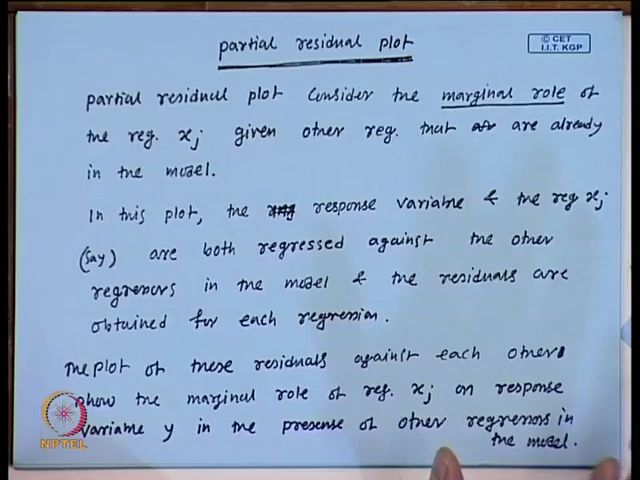 partial residual plot
© CET
I.I.T. KGP
partial residual plot consider the marginal role of
the reg. xj given other reg. that are already
in the model.
In this plot, the response variable & the reg xj
(say) are both regressed against the other
regressors in the model & the residuals are
obtained for each regression.
The plot of these residuals against each other
show the marginal role of reg. xj on response
variable y in the presense of other regressors in
the model.
NPTEL